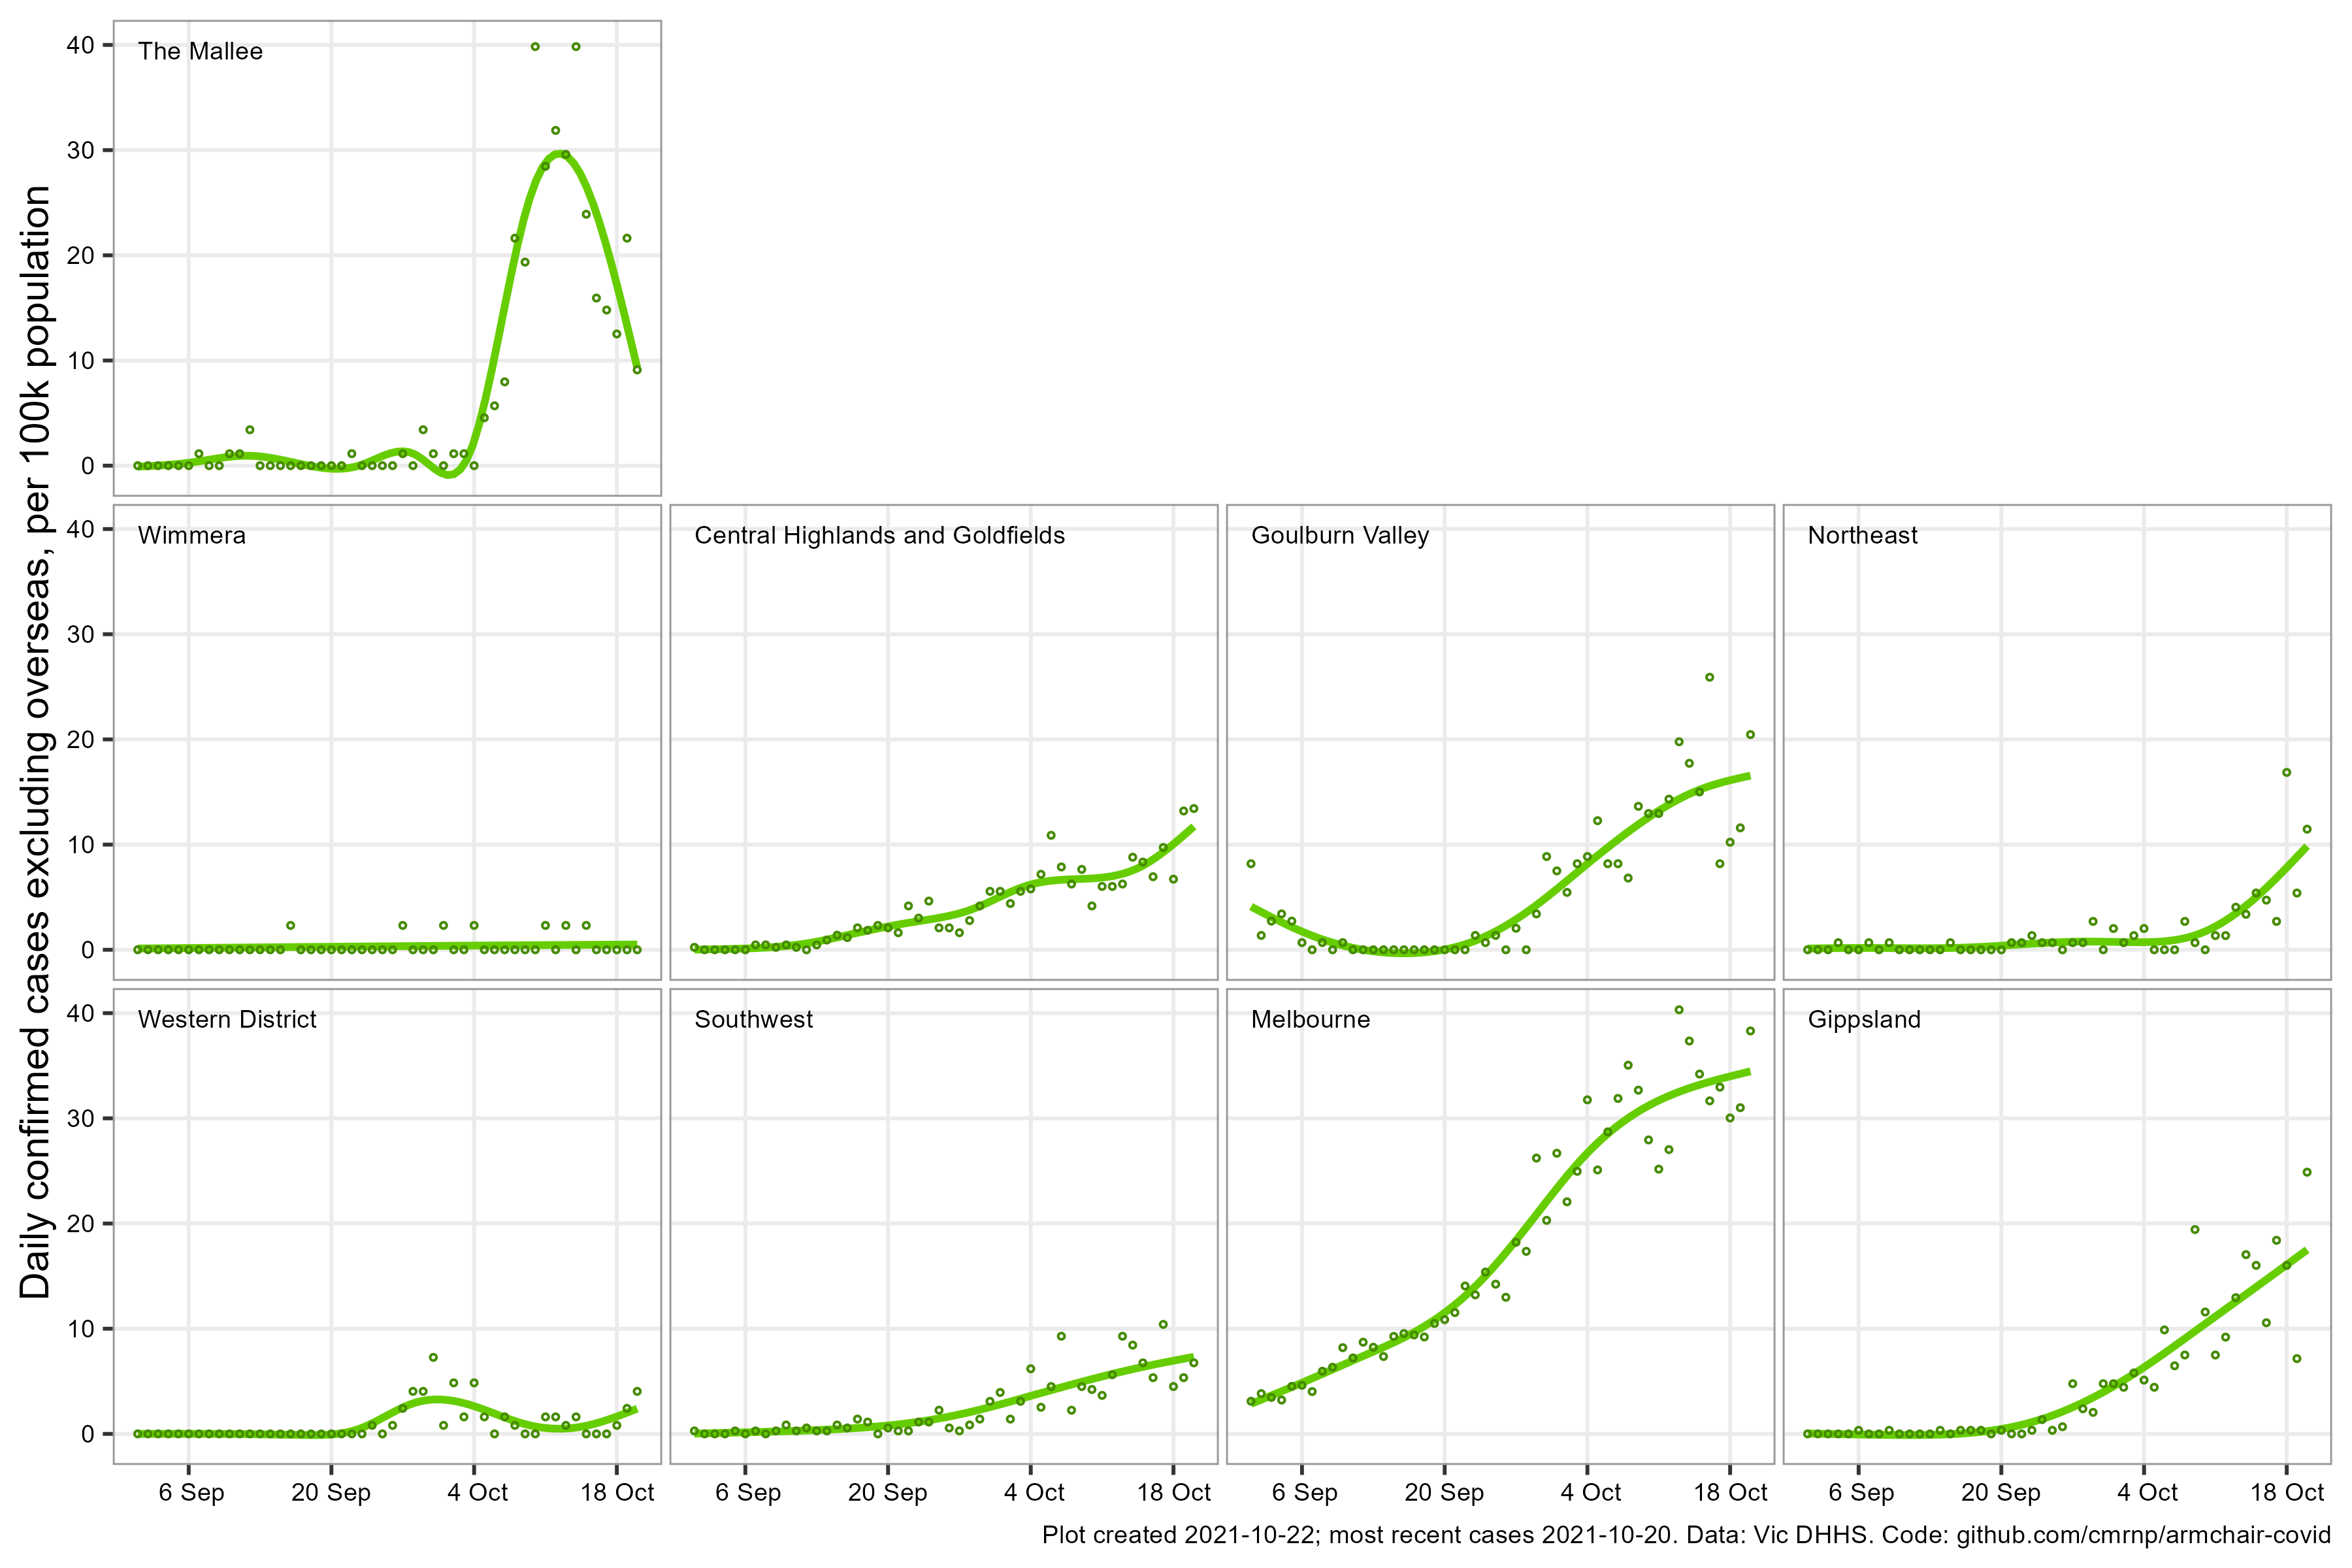 Daily confirmed cases excluding overseas, per 100k population
The Mallee
40
30
20
10
0
Wimmera
Central Highlands and Goldfields
Goulburn Valley
Northeast
40
30
20
10
0
Western District
Southwest
Melbourne
Gippsland
40
30
20
10
0
6 Sep 20 Sep 4 Oct 18 Oct
6 Sep 20 Sep 4 Oct 18 Oct
6 Sep 20 Sep 4 Oct 18 Oct
6 Sep 20 Sep 4 Oct 18 Oct
Plot created 2021-10-22; most recent cases 2021-10-20. Data: Vic DHHS. Code: github.com/cmrnp/armchair-covid